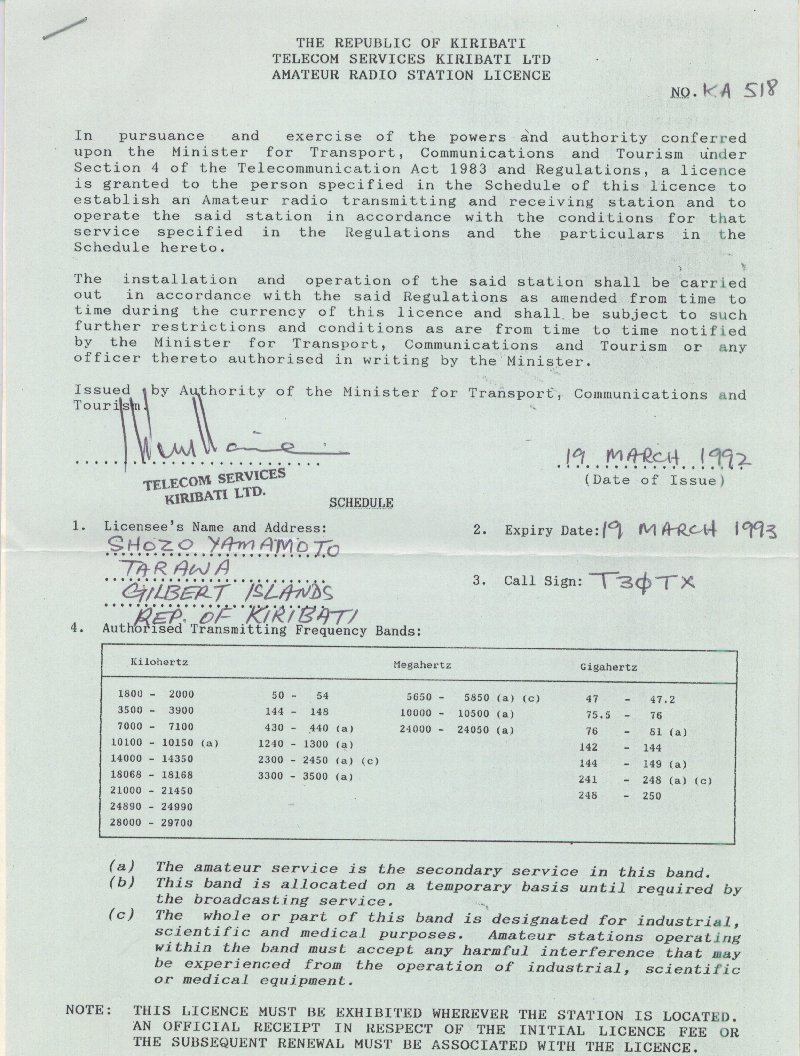 THE REPUBLIC OF KIRIBATI
TELECOM SERVICES KIRIBATI LTD
AMATEUR RADIO STATION LICENCE
NO. KA 518
In pursuance and exercise of the powers and authority conferred
upon the Minister for Transport, Communications and Tourism under
Section 4 of the Telecommunication Act 1983 and Regulations, a licence
is granted to the person specified in the Schedule of this licence to
establish an Amateur radio transmitting and receiving station and to
operate the said station in accordance with the conditions for that
service specified in the Regulations and the particulars in the
Schedule hereto.
The installation and operation of the said station shall be carried
out in accordance with the said Regulations as amended from time to
time during the currency of this licence and shall be subject to such
further restrictions and conditions as are from time to time notified
by the Minister for Transport, Communications and Tourism or any
officer thereto authorised in writing by the Minister.
Issued by Authority of the Minister for Transport, Communications and
Tourism.
19 MARCH 1992
(Date of Issue)
TELECOM SERVICES
KIRIBATI LTD.
SCHEDULE
1. Licensee's Name and Address:
SHOZO YAMAMOTO
TARAWA
GILBERT ISLANDS
REP. OF KIRIBATI
2. Expiry Date: 19 MARCH 1993
3. Call Sign: T30TX
4. Authorised Transmitting Frequency Bands:
Kilohertz Megahertz Gigahertz
1800 - 2000 50 - 54 5650 - 5850 (a) (c) 47 - 47.2
3500 - 3900 144 - 148 10000 - 10500 (a) 75.5 - 76
7000 - 7100 430 - 440 (a) 24000 - 24050 (a) 76 - 81 (a)
10100 - 10150 (a) 1240 - 1300 (a) 142 - 144
14000 - 14350 2300 - 2450 (a) (c) 144 - 149 (a)
18068 - 18168 3300 - 3500 (a) 241 - 248 (a) (c)
21000 - 21450 248 - 250
24890 - 24990
28000 - 29700
(a) The amateur service is the secondary service in this band.
(b) This band is allocated on a temporary basis until required by
the broadcasting service.
(c) The whole or part of this band is designated for industrial,
scientific and medical purposes. Amateur stations operating
within the band must accept any harmful interference that may
be experienced from the operation of industrial, scientific
or medical equipment.
NOTE: THIS LICENCE MUST BE EXHIBITED WHEREVER THE STATION IS LOCATED.
AN OFFICIAL RECEIPT IN RESPECT OF THE INITIAL LICENCE FEE OR
THE SUBSEQUENT RENEWAL MUST BE ASSOCIATED WITH THE LICENCE.